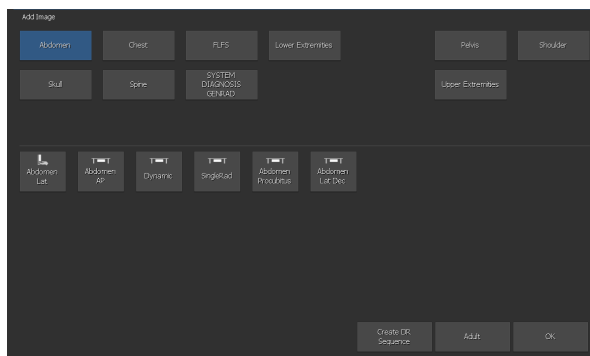 Add Image
Abdomen
Chest
FLFS
Lower Extremities
Pelvis
Shoulder
Skull
Spine
SYSTEM
DIAGNOSIS
GENRAD
Upper Extremities
Abdomen
Lat
Abdomen
AP
Dynamic
SingleRad
Abdomen
Procubitus
Abdomen
Lat Dec
Create DR
Sequence
Adult
OK